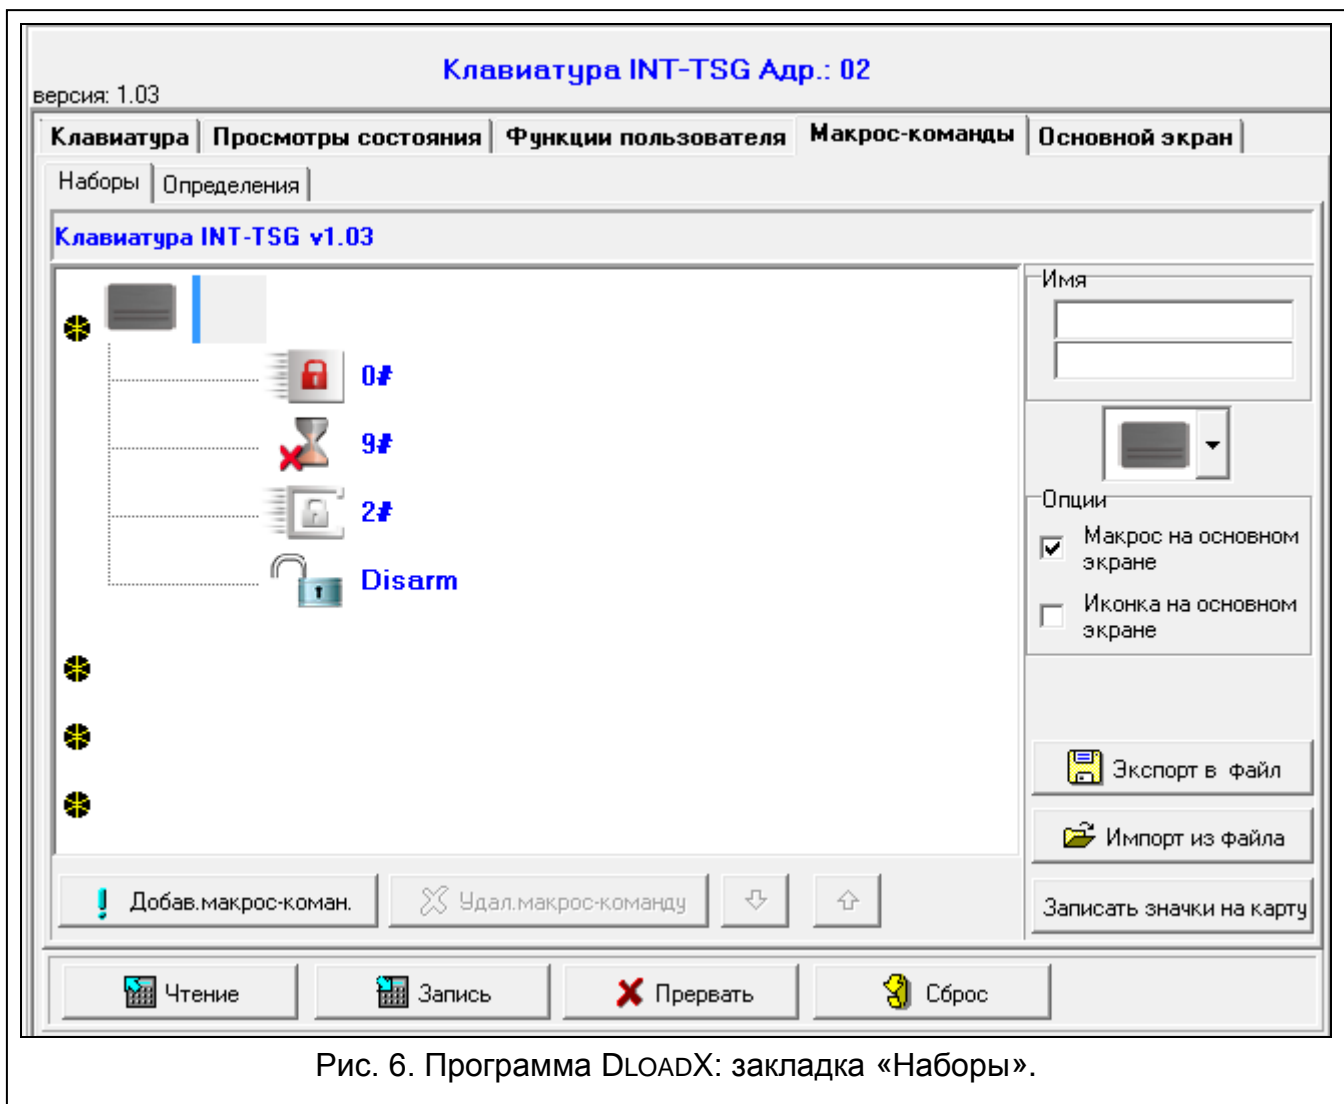 Клавиатура INT-TSG Адр.: 02
версия: 1.03
Клавиатура Просмотры состояния Функции пользователя Макрос-команды Основной экран
Наборы Определения
Клавиатура INT-TSG v1.03
Имя
0#
9#
2#
Disarm
Опции
Макрос на основном
экране
Иконка на основном
экране
Экспорт в файл
Импорт из файла
Записать значки на карту
Добав.макрос-коман. Удал.макрос-команду
Чтение Запись Прервать Сброс
Рис. 6. Программа DLOADX: закладка «Наборы».